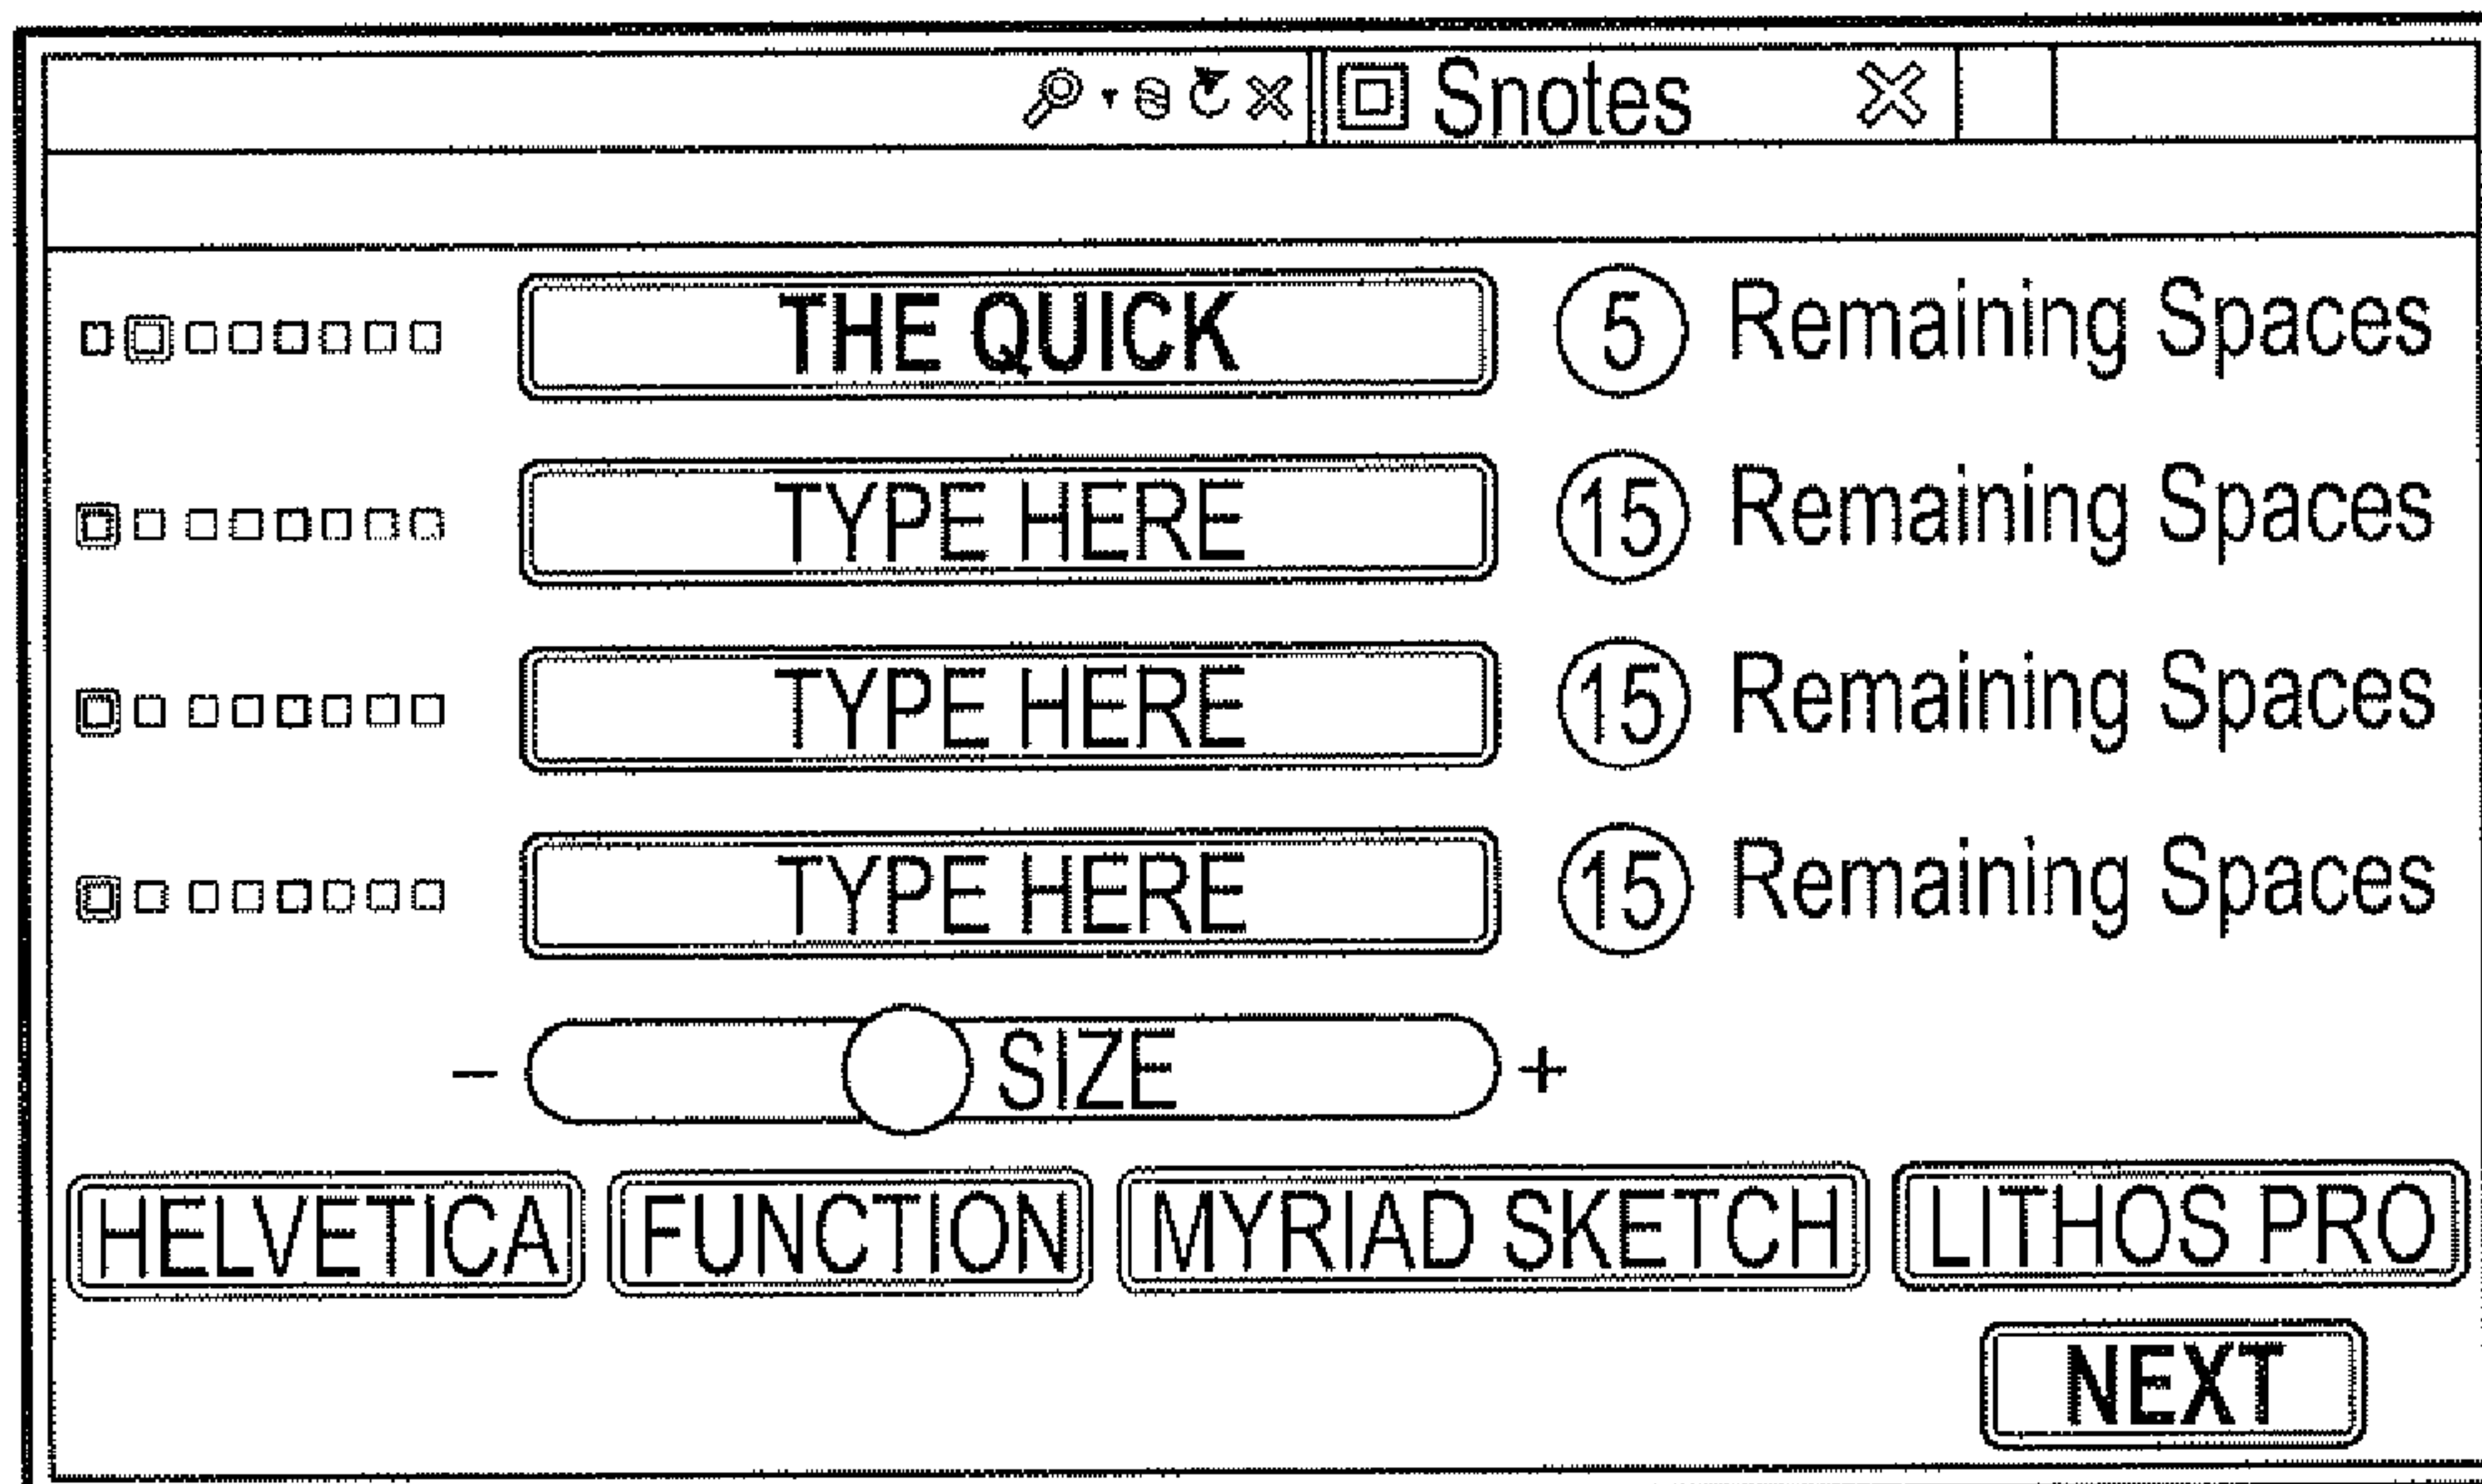 Snotes
THE QUICK 5 Remaining Spaces
TYPE HERE 15 Remaining Spaces
TYPE HERE 15 Remaining Spaces
TYPE HERE 15 Remaining Spaces
- SIZE +
HELVETICA FUNCTION MYRIAD SKETCH LITHOS PRO
NEXT